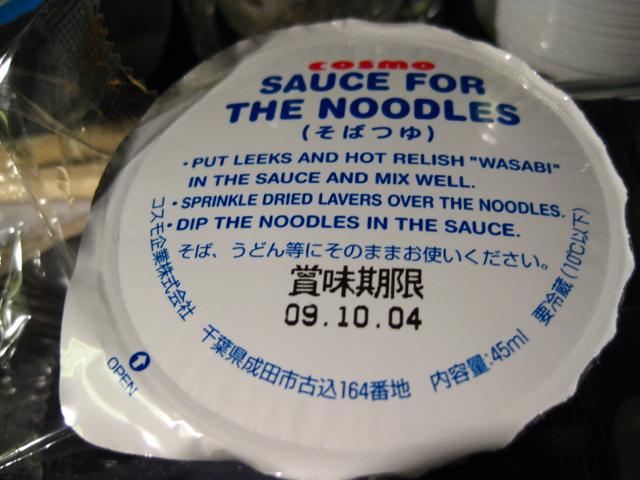 COSMO
SAUCE FOR
THE NOODLES
(そばつゆ)
・PUT LEEKS AND HOT RELISH "WASABI"
IN THE SAUCE AND MIX WELL.
・SPRINKLE DRIED LAVERS OVER THE NOODLES.
・DIP THE NOODLES IN THE SAUCE.
そば、うどん等にそのままお使いください。
賞味期限
09.10.04
コスモ企業株式会社
千葉県成田市古込164番地
内容量:45ml
要冷蔵(10℃以下)
OPEN